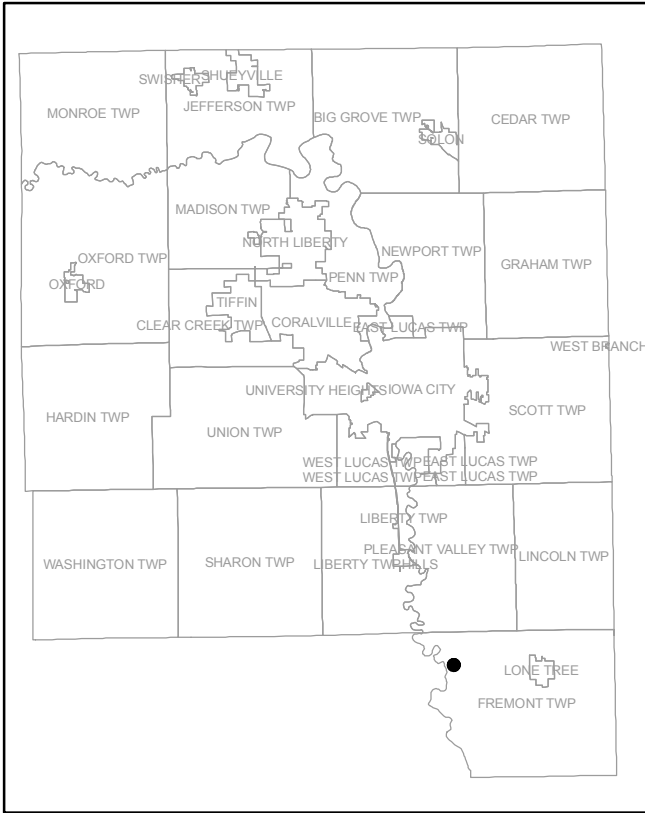 SWISHER
SHUEYVILLE
MONROE TWP
JEFFERSON TWP
BIG GROVE TWP
CEDAR TWP
SOLON
MADISON TWP
NORTH LIBERTY
NEWPORT TWP
OXFORD TWP
GRAHAM TWP
PENN TWP
OXFORD
TIFFIN
CLEAR CREEK TWP
CORALVILLE
EAST LUCAS TWP
WEST BRANCH
UNIVERSITY HEIGHTS
IOWA CITY
HARDIN TWP
SCOTT TWP
UNION TWP
WEST LUCAS TWP
EAST LUCAS TWP
WEST LUCAS TWP
EAST LUCAS TWP
LIBERTY TWP
PLEASANT VALLEY TWP
WASHINGTON TWP
SHARON TWP
LIBERTY TWP
HILLS
LINCOLN TWP
LONE TREE
FREMONT TWP